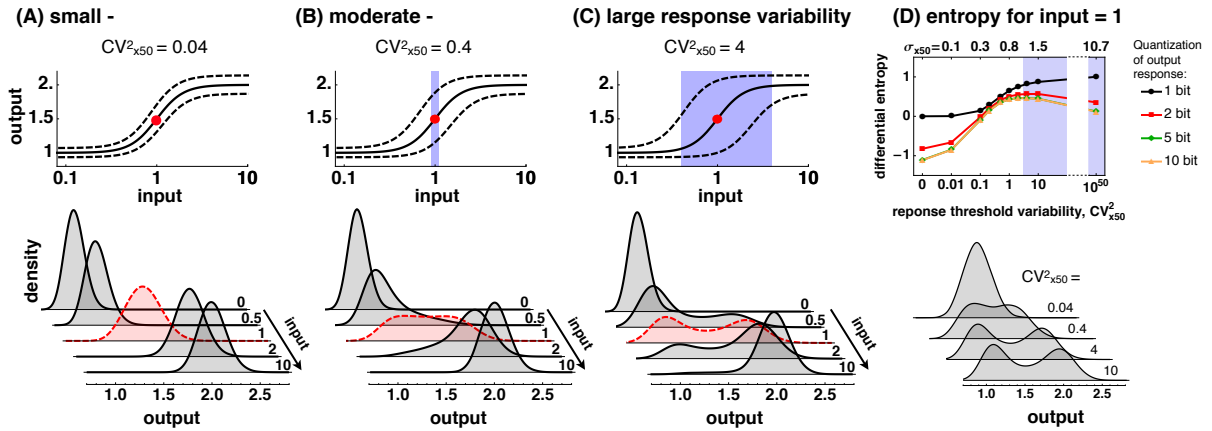 (A) small -
CV²x50 = 0.04
output
2.
1.5
1
0.1
1
10
input
density
0
0.5
1
2
10
input
1.0
1.5
2.0
2.5
output
(B) moderate -
CV²x50 = 0.4
2.
1.5
1
0.1
1
10
input
0
0.5
1
2
10
input
1.0
1.5
2.0
2.5
output
(C) large response variability
CV²x50 = 4
2.
1.5
1
0.1
1
10
input
0
0.5
1
2
10
input
1.0
1.5
2.0
2.5
output
(D) entropy for input = 1
σx50= 0.1 0.3 0.8 1.5 10.7
differential entropy
1
0
−1
0 0.01 0.1 1 10 10⁵⁰
reponse threshold variability, CV²x50
Quantization
of output
response:
1 bit
2 bit
5 bit
10 bit
CV²x50 =
0.04
0.4
4
10
1.0
1.5
2.0
2.5
output